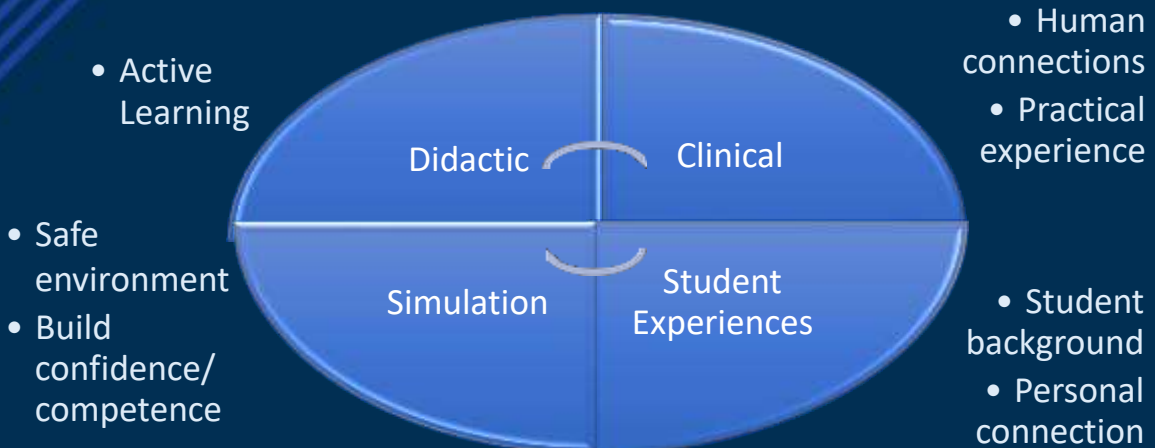 • Active
Learning
• Human
connections
• Practical
experience
Didactic
Clinical
• Safe
environment
• Build
confidence/
competence
Simulation
Student
Experiences
• Student
background
• Personal
connection